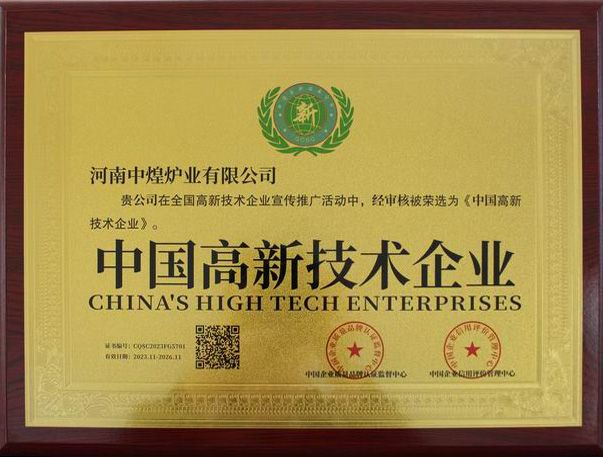 新
河南中煌炉业有限公司
贵公司在全国高新技术企业宣传推广活动中，经审核被荣选为《中国高新
技术企业》。
中国高新技术企业
CHINA'S HIGH TECH ENTERPRISES
证书编号：CQSC2023FG5701
有效日期：2023.11-2026.11
中国企业质量品牌认证监督中心
中国企业信用评价管理中心